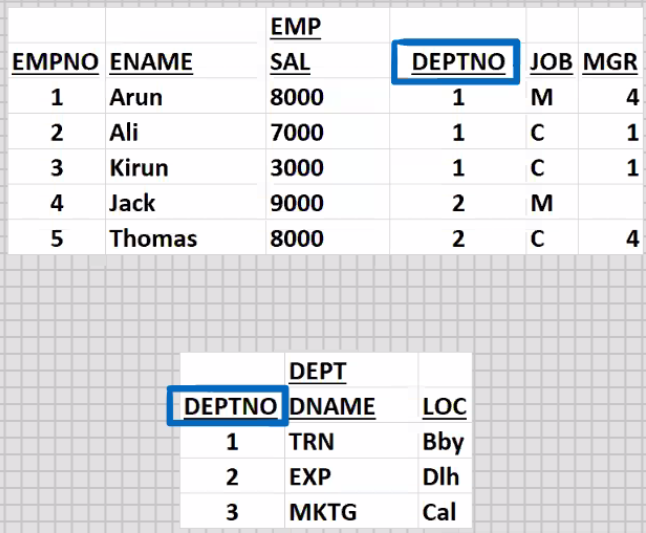 EMP
EMPNO ENAME SAL DEPTNO JOB MGR
1 Arun 8000 1 M 4
2 Ali 7000 1 C 1
3 Kirun 3000 1 C 1
4 Jack 9000 2 M
5 Thomas 8000 2 C 4
DEPT
DEPTNO DNAME LOC
1 TRN Bby
2 EXP Dlh
3 MKTG Cal